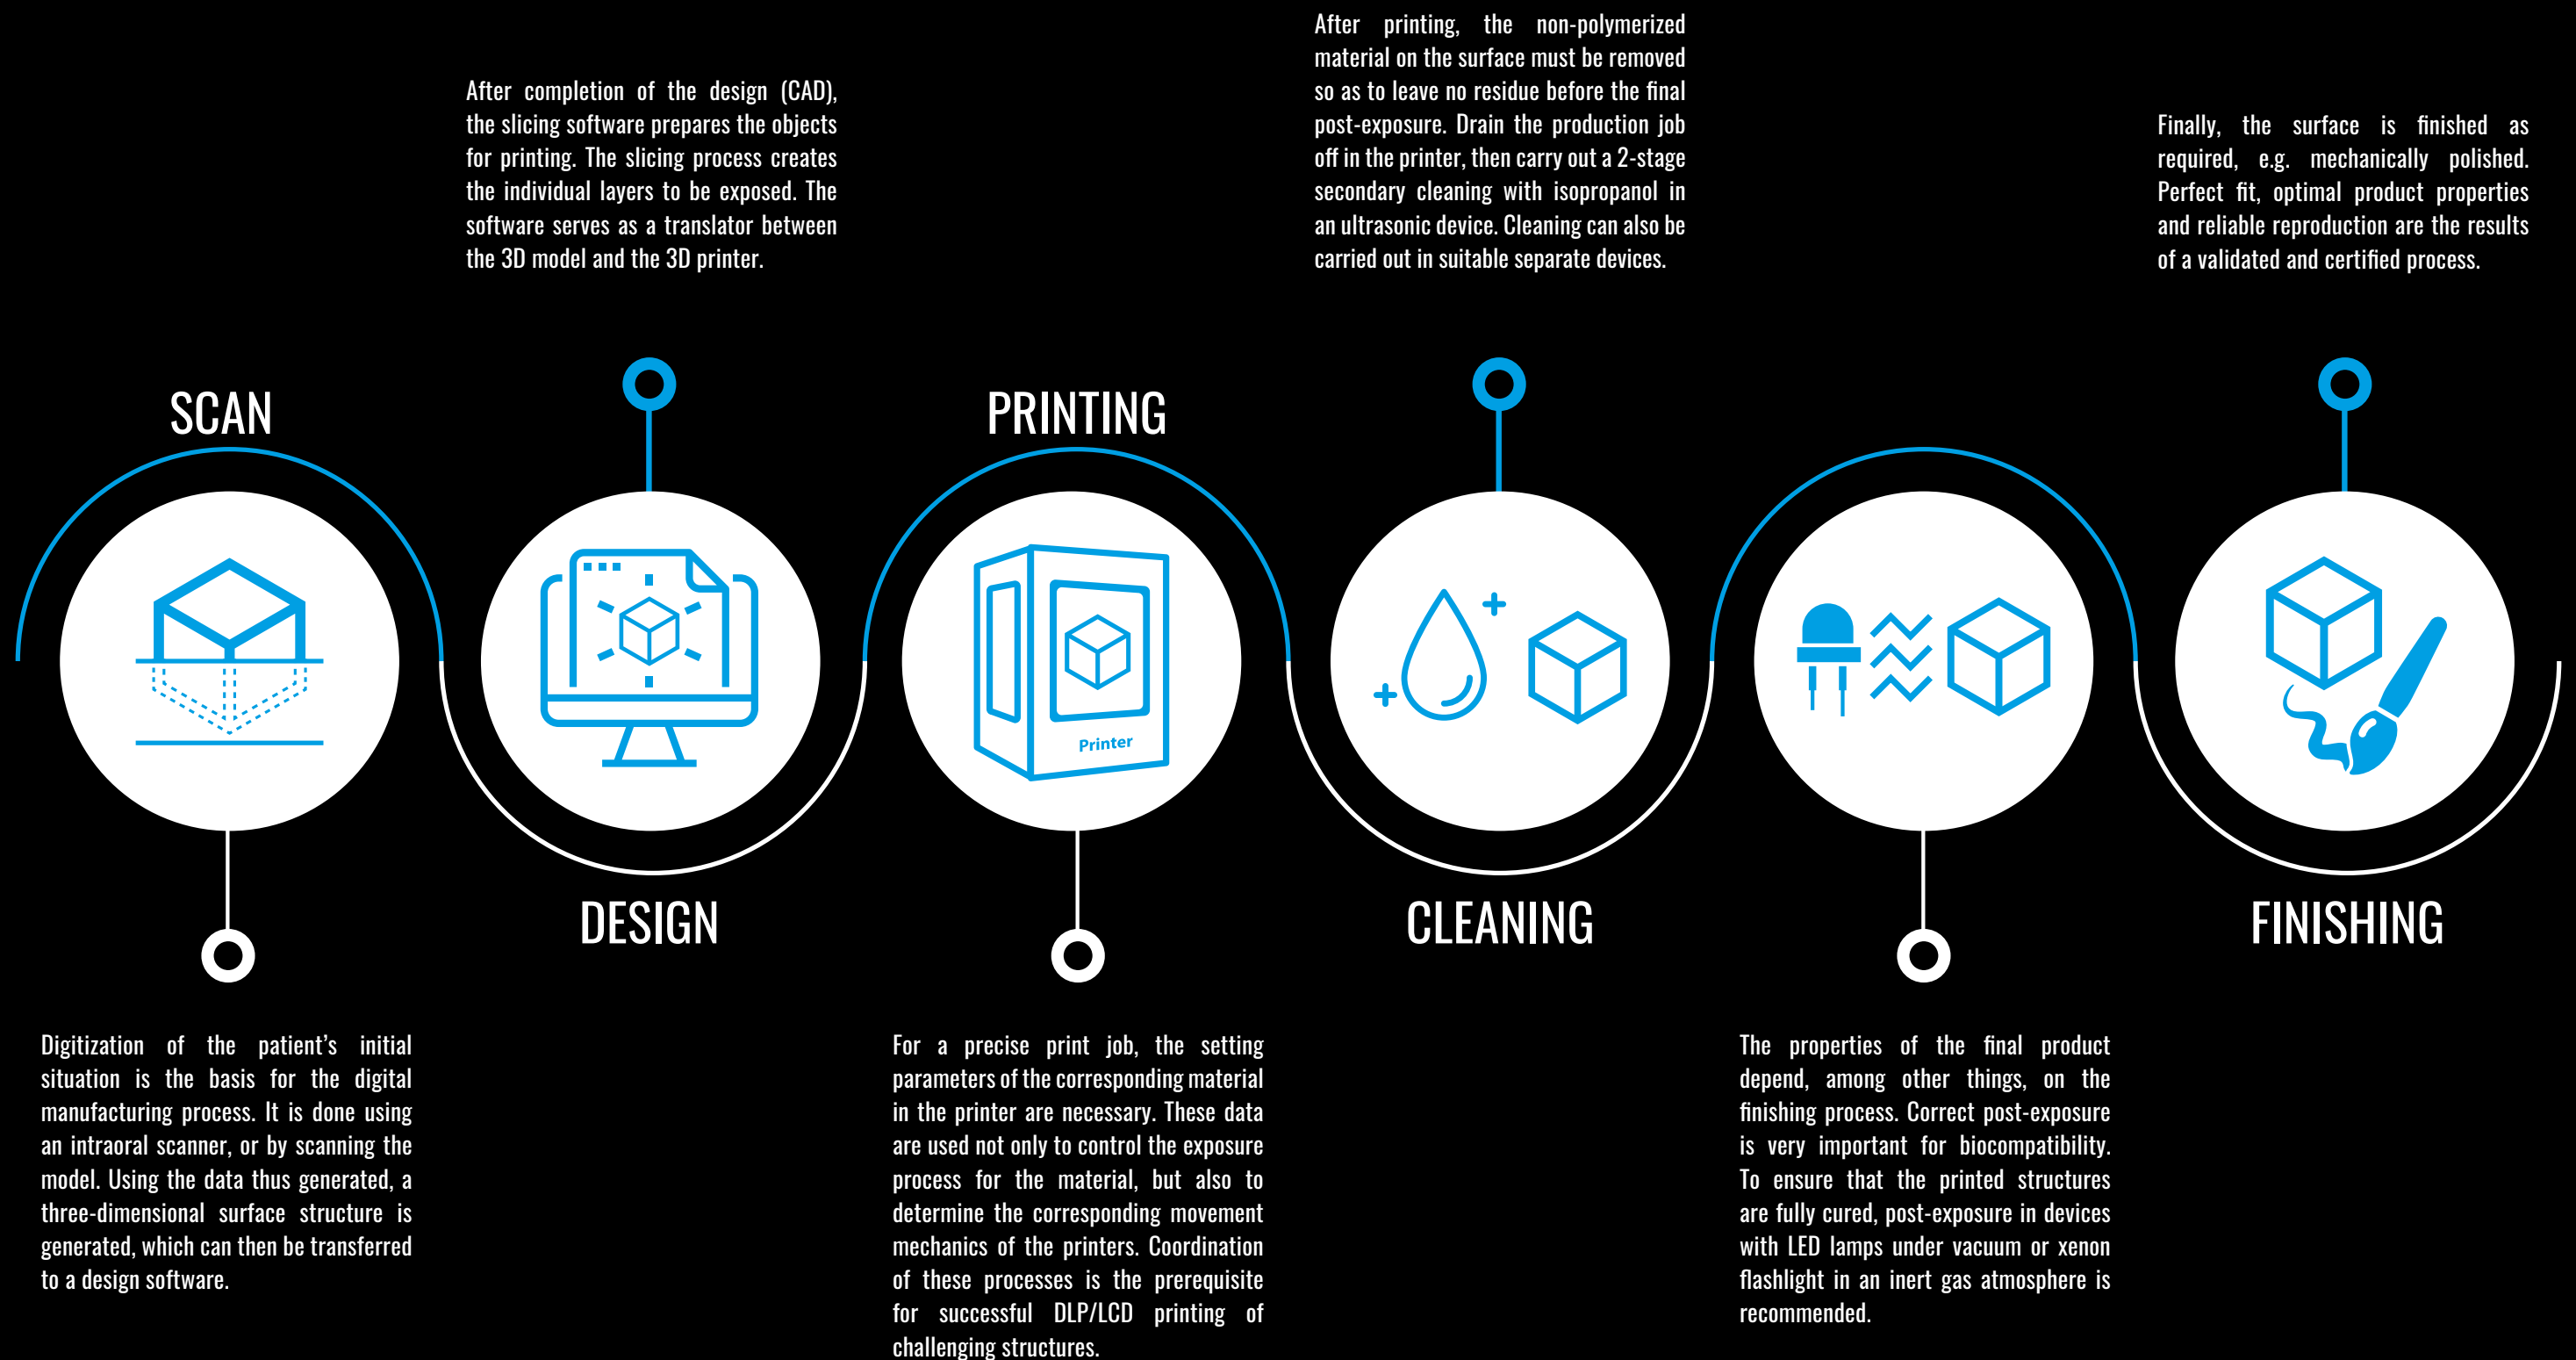 SCAN
Digitization of the patient’s initial
situation is the basis for the digital
manufacturing process. It is done using
an intraoral scanner, or by scanning the
model. Using the data thus generated, a
three-dimensional surface structure is
generated, which can then be transferred
to a design software.
After completion of the design (CAD),
the slicing software prepares the objects
for printing. The slicing process creates
the individual layers to be exposed. The
software serves as a translator between
the 3D model and the 3D printer.
DESIGN
PRINTING
Printer
For a precise print job, the setting
parameters of the corresponding material
in the printer are necessary. These data
are used not only to control the exposure
process for the material, but also to
determine the corresponding movement
mechanics of the printers. Coordination
of these processes is the prerequisite
for successful DLP/LCD printing of
challenging structures.
After printing, the non-polymerized
material on the surface must be removed
so as to leave no residue before the final
post-exposure. Drain the production job
off in the printer, then carry out a 2-stage
secondary cleaning with isopropanol in
an ultrasonic device. Cleaning can also be
carried out in suitable separate devices.
CLEANING
The properties of the final product
depend, among other things, on the
finishing process. Correct post-exposure
is very important for biocompatibility.
To ensure that the printed structures
are fully cured, post-exposure in devices
with LED lamps under vacuum or xenon
flashlight in an inert gas atmosphere is
recommended.
Finally, the surface is finished as
required, e.g. mechanically polished.
Perfect fit, optimal product properties
and reliable reproduction are the results
of a validated and certified process.
FINISHING